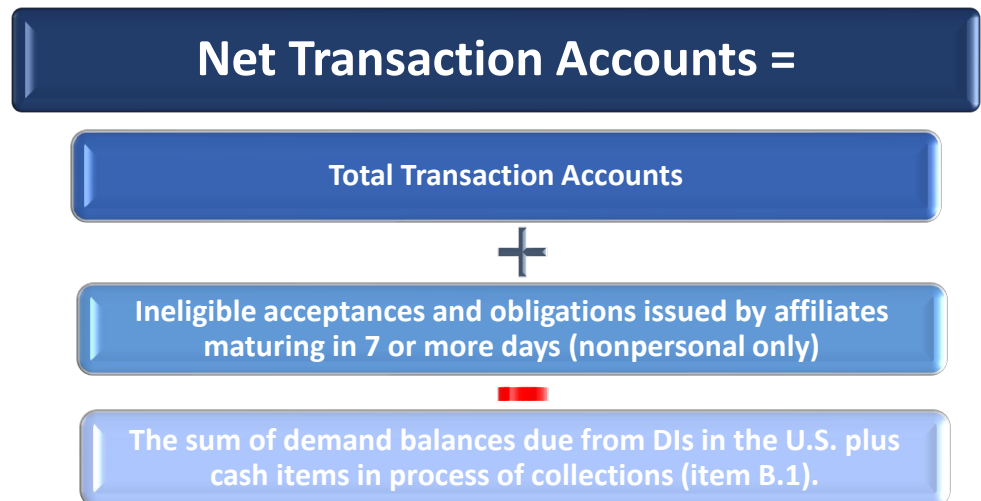 Net Transaction Accounts =
Total Transaction Accounts
+
Ineligible acceptances and obligations issued by affiliates
maturing in 7 or more days (nonpersonal only)
-
The sum of demand balances due from DIs in the U.S. plus
cash items in process of collections (item B.1).